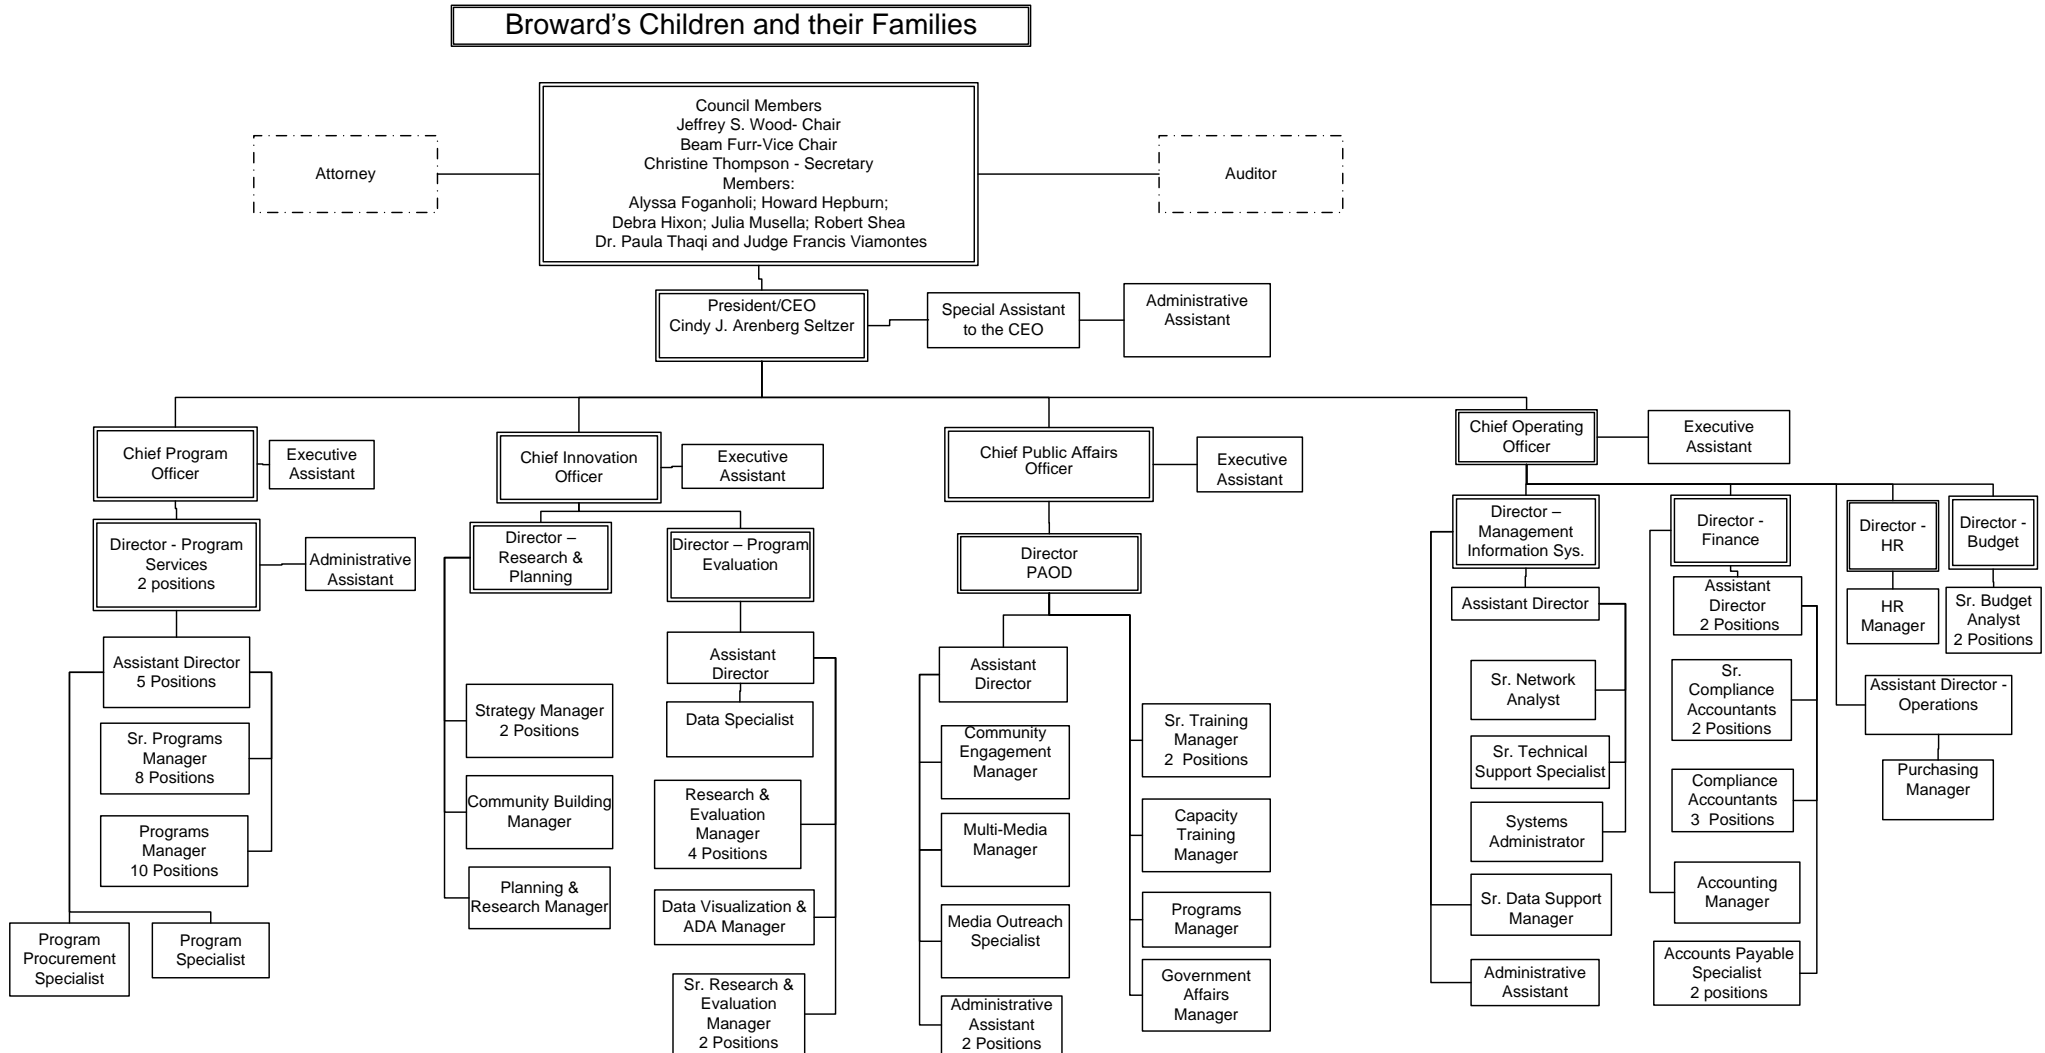 Broward's Children and their Families
Council Members
Jeffrey S. Wood- Chair
Beam Furr-Vice Chair
Christine Thompson - Secretary
Members:
Alyssa Foganholi; Howard Hepburn;
Debra Hixon; Julia Musella; Robert Shea
Dr. Paula Thaqi and Judge Francis Viamontes
Attorney
Auditor
President/CEO
Cindy J. Arenberg Seltzer
Special Assistant
to the CEO
Administrative
Assistant
Chief Program
Officer
Executive
Assistant
Chief Innovation
Officer
Executive
Assistant
Chief Public Affairs
Officer
Executive
Assistant
Chief Operating
Officer
Executive
Assistant
Director - Program
Services
2 positions
Administrative
Assistant
Assistant Director
5 Positions
Sr. Programs
Manager
8 Positions
Programs
Manager
10 Positions
Program
Procurement
Specialist
Program
Specialist
Director –
Research &
Planning
Strategy Manager
2 Positions
Community Building
Manager
Planning &
Research Manager
Director – Program
Evaluation
Assistant
Director
Data Specialist
Research &
Evaluation
Manager
4 Positions
Data Visualization &
ADA Manager
Sr. Research &
Evaluation
Manager
2 Positions
Director
PAOD
Assistant
Director
Community
Engagement
Manager
Multi-Media
Manager
Media Outreach
Specialist
Administrative
Assistant
2 Positions
Sr. Training
Manager
2 Positions
Capacity
Training
Manager
Programs
Manager
Government
Affairs
Manager
Director –
Management
Information Sys.
Assistant Director
Sr. Network
Analyst
Sr. Technical
Support Specialist
Systems
Administrator
Sr. Data Support
Manager
Administrative
Assistant
Director -
Finance
Assistant
Director
2 Positions
Sr.
Compliance
Accountants
2 Positions
Compliance
Accountants
3 Positions
Accounting
Manager
Accounts Payable
Specialist
2 positions
Director -
HR
HR
Manager
Director -
Budget
Sr. Budget
Analyst
2 Positions
Assistant Director -
Operations
Purchasing
Manager